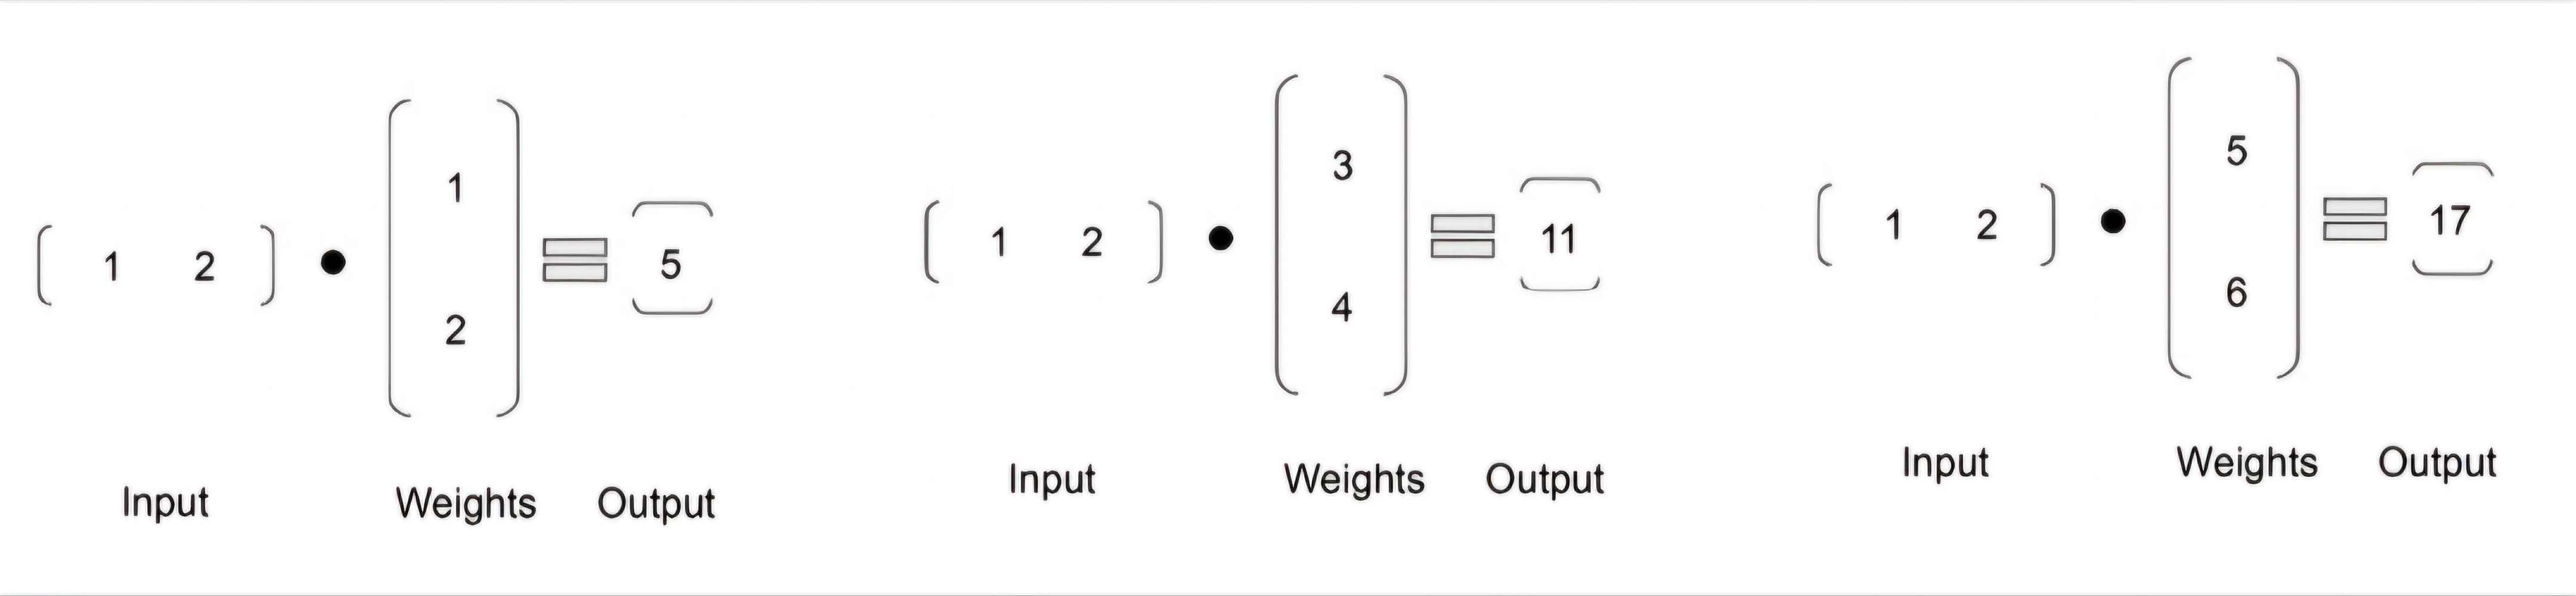 1 2 • 1 2 = 5
Input Weights Output
1 2 • 3 4 = 11
Input Weights Output
1 2 • 5 6 = 17
Input Weights Output